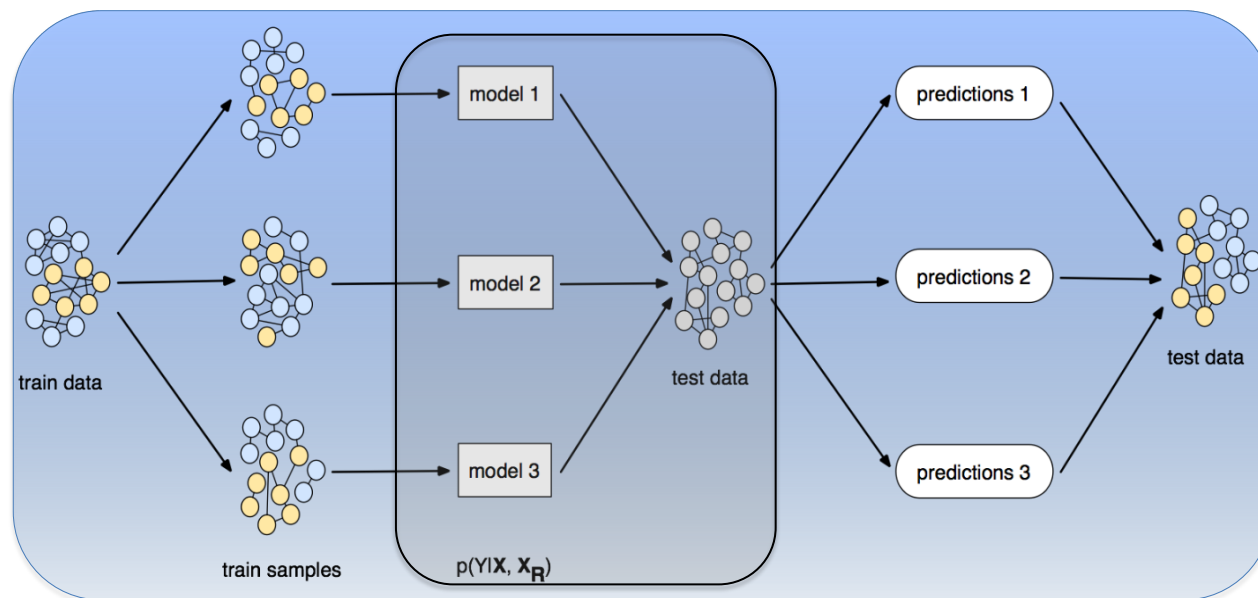 model 1
predictions 1
model 2
predictions 2
train data
test data
test data
model 3
predictions 3
train samples
p(Y|X, X_R)